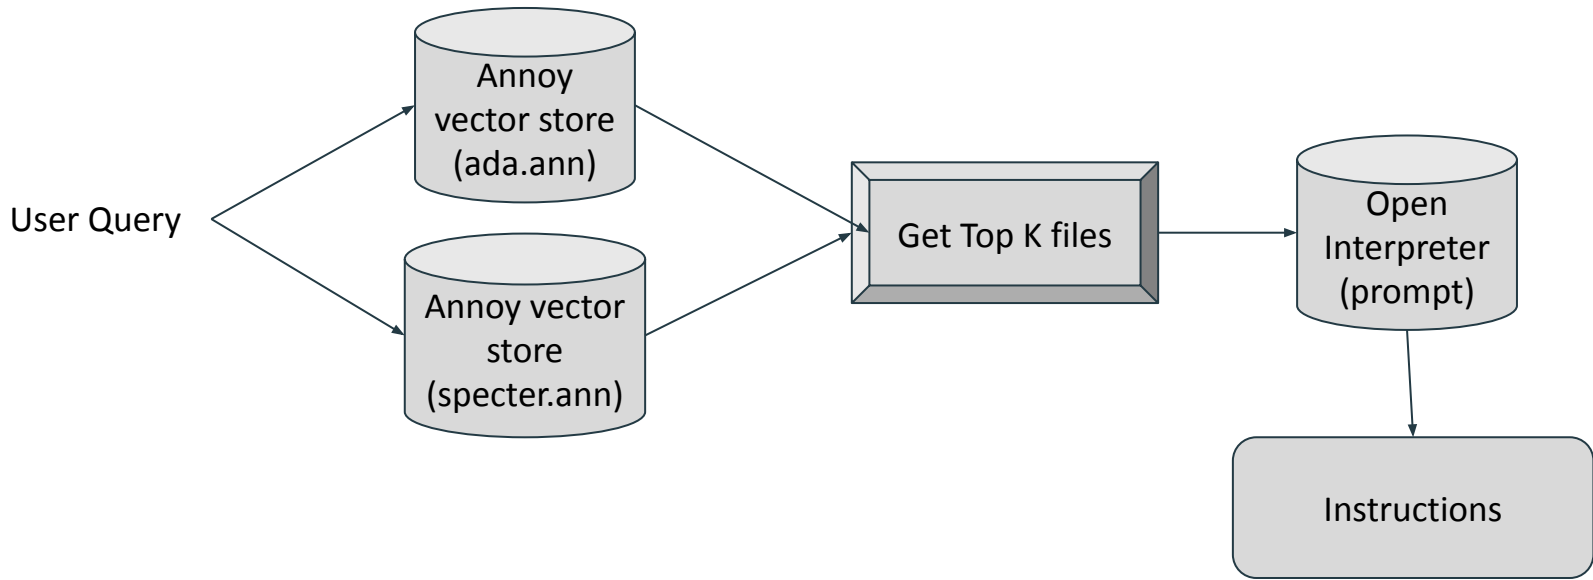 User Query
Annoy
vector store
(ada.ann)
Annoy vector
store
(specter.ann)
Get Top K files
Open
Interpreter
(prompt)
Instructions